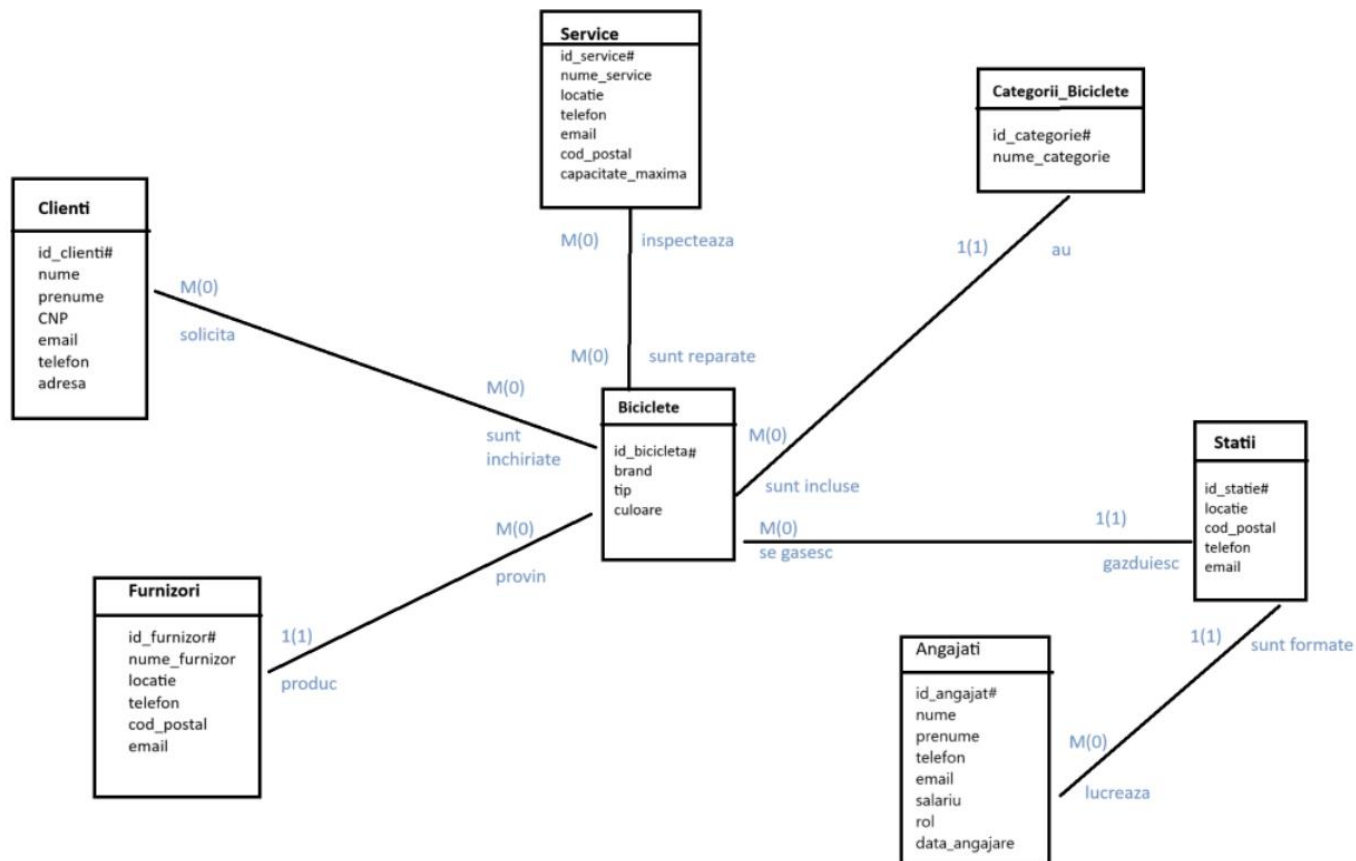 Service
id_service#
nume_service
locatie
telefon
email
cod_postal
capacitate_maxima
Categorii_Biciclete
id_categorie#
nume_categorie
Clienti
id_clienti#
nume
prenume
CNP
email
telefon
adresa
M(0)
solicita
M(0)
sunt
inchiriate
M(0)
inspecteaza
M(0)
sunt reparate
1(1)
au
M(0)
sunt incluse
Biciclete
id_bicicleta#
brand
tip
culoare
M(0)
se gasesc
1(1)
gazduiesc
Statii
id_statie#
locatie
cod_postal
telefon
email
M(0)
provin
1(1)
produc
Furnizori
id_furnizor#
nume_furnizor
locatie
telefon
cod_postal
email
1(1)
sunt formate
M(0)
lucreaza
Angajati
id_angajat#
nume
prenume
telefon
email
salariu
rol
data_angajare